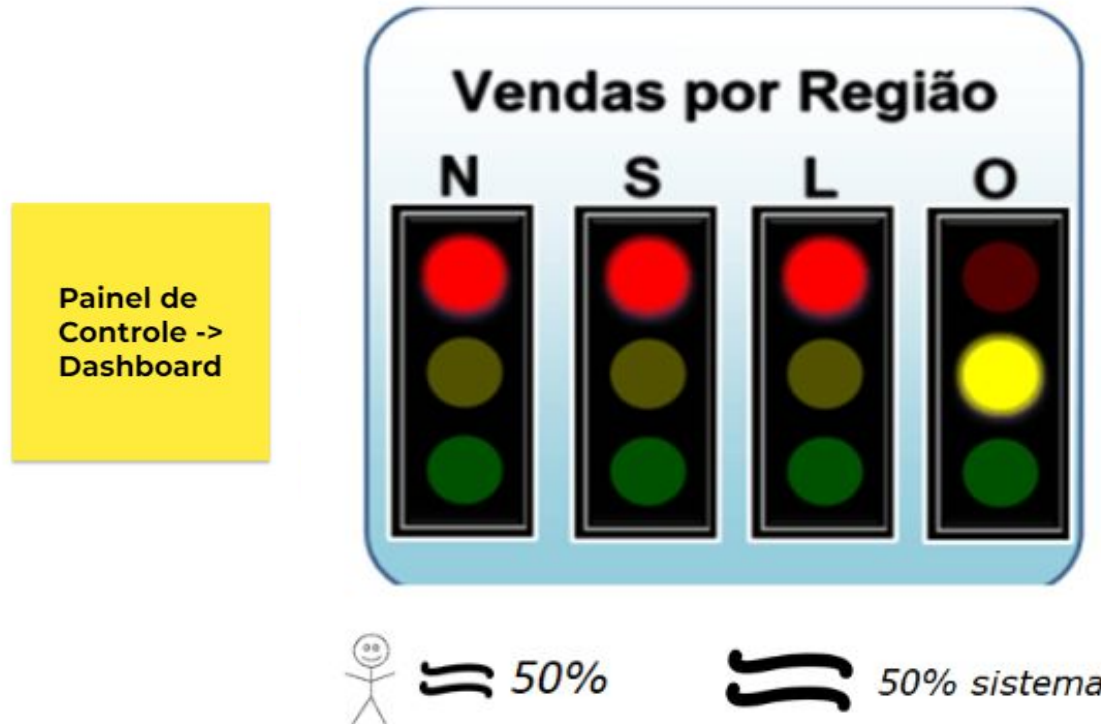 Vendas por Região
N S L O
Painel de
Controle ->
Dashboard
50%
50% sistema